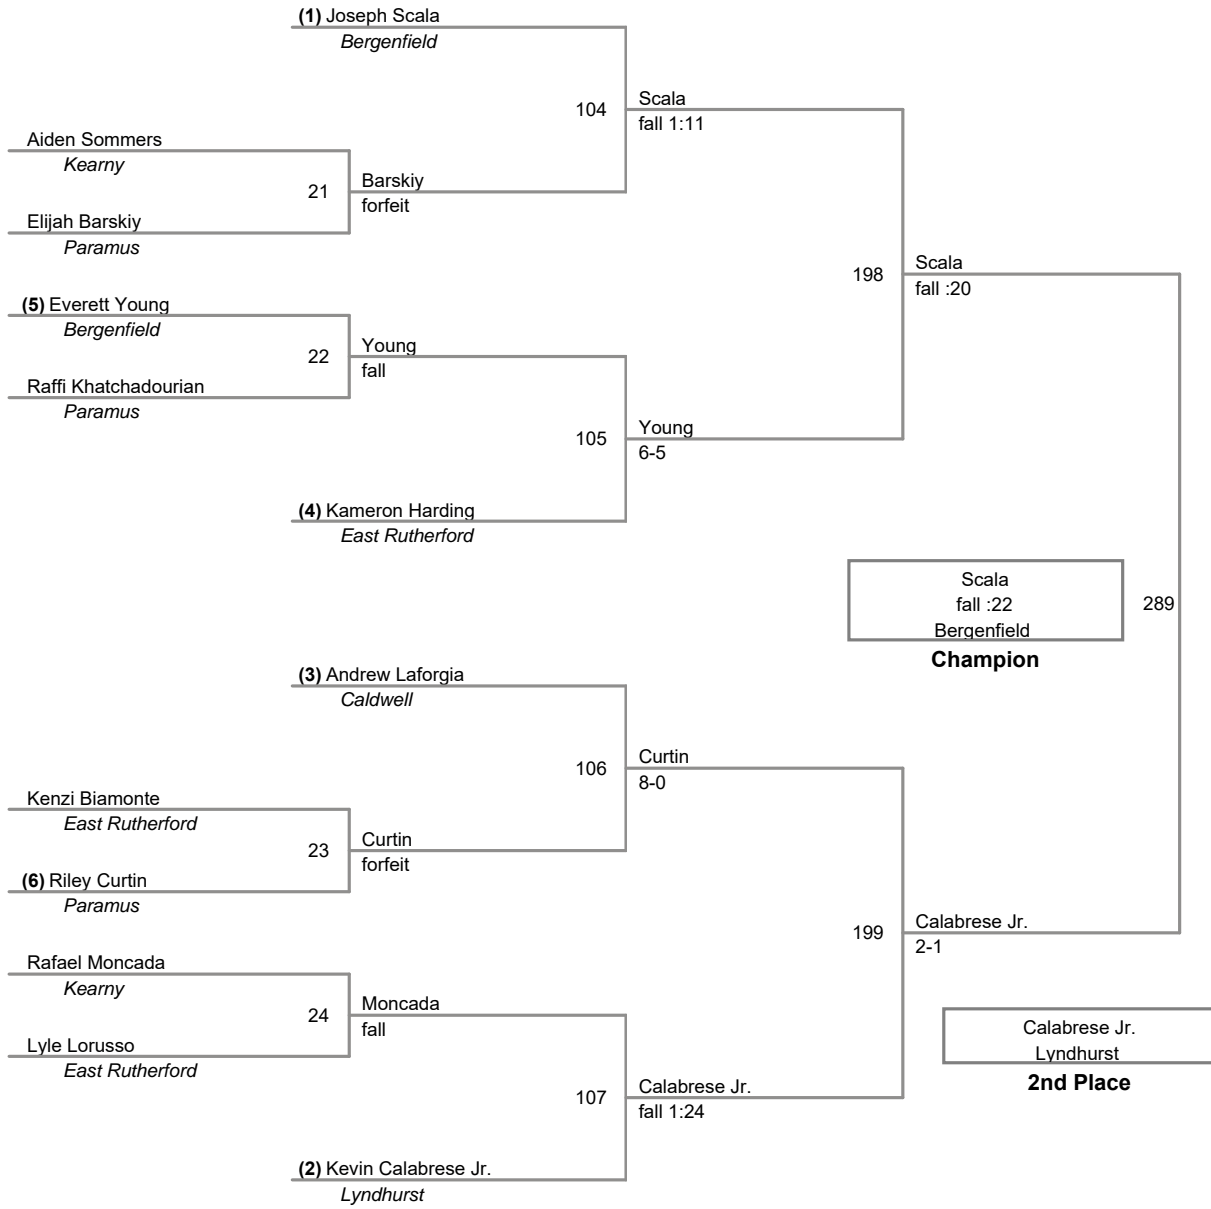 (1) Joseph Scala
Bergenfield
104
Scala
fall 1:11
Aiden Sommers
Kearny
21
Barskiy
forfeit
Elijah Barskiy
Paramus
198
Scala
fall :20
(5) Everett Young
Bergenfield
22
Young
fall
Raffi Khatchadourian
Paramus
105
Young
6-5
(4) Kameron Harding
East Rutherford
Scala
fall :22
Bergenfield
Champion
289
(3) Andrew Laforgia
Caldwell
106
Curtin
8-0
Kenzi Biamonte
East Rutherford
23
Curtin
forfeit
(6) Riley Curtin
Paramus
199
Calabrese Jr.
2-1
Rafael Moncada
Kearny
24
Moncada
fall
Lyle Lorusso
East Rutherford
Calabrese Jr.
Lyndhurst
2nd Place
107
Calabrese Jr.
fall 1:24
(2) Kevin Calabrese Jr.
Lyndhurst